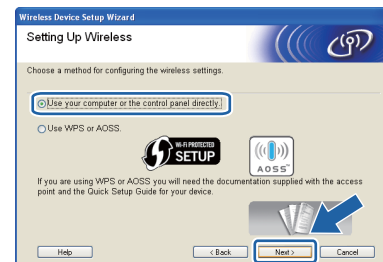 Wireless Device Setup Wizard
Setting Up Wireless
Choose a method for configuring the wireless settings.
Use your computer or the control panel directly.
Use WPS or AOSS.
Wi-Fi PROTECTED
SETUP
AOSS
If you are using WPS or AOSS you will need the documentation supplied with the access
point and the Quick Setup Guide for your device.
Help
< Back
Next >
Cancel